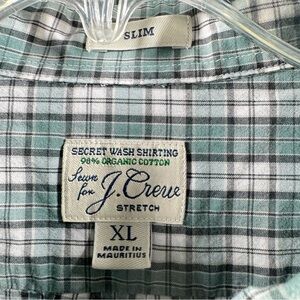 SLIM
SECRET WASH SHIRTING
98% ORGANIC COTTON
Sewn
for J.Crew
STRETCH
XL
MADE IN
MAURITIUS